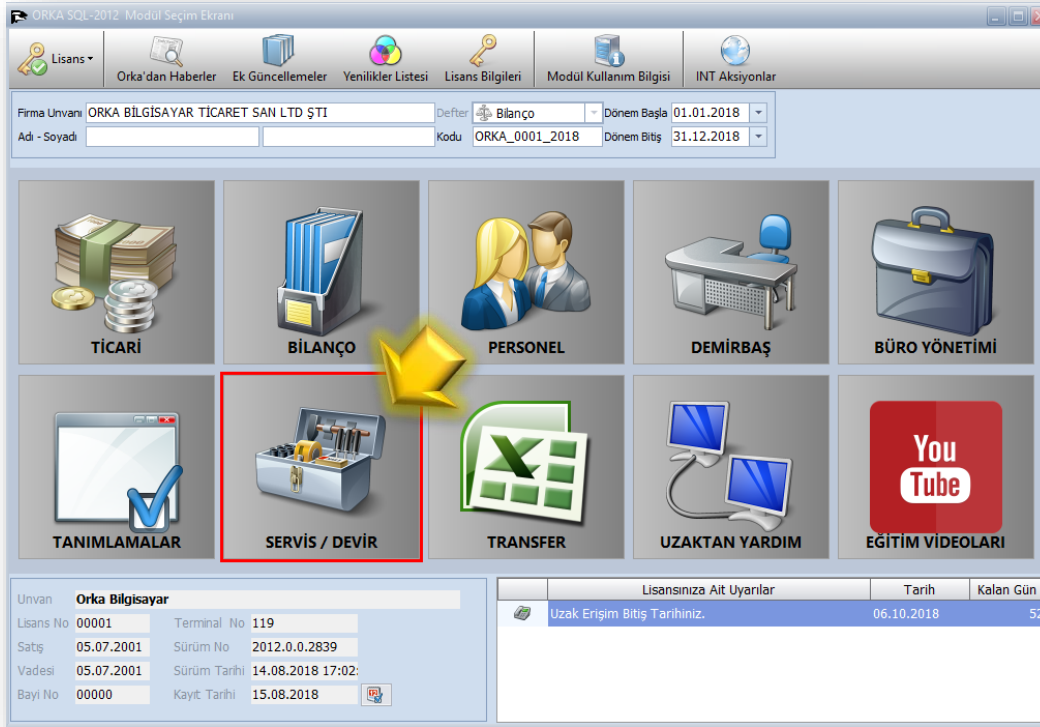 ORKA SQL-2012 Modül Seçim Ekranı
Lisans
Orka'dan Haberler Ek Güncellemeler Yenilikler Listesi Lisans Bilgileri Modül Kullanım Bilgisi INT Aksiyonlar
Firma Unvanı ORKA BİLGİSAYAR TİCARET SAN LTD ŞTI Defter Bilanço Dönem Başla 01.01.2018
Adı - Soyadı Kodu ORKA_0001_2018 Dönem Bitiş 31.12.2018
TİCARİ BİLANÇO PERSONEL DEMİRBAŞ BÜRO YÖNETİMİ
You
Tube
TANIMLAMALAR SERVİS / DEVİR TRANSFER UZAKTAN YARDIM EĞİTİM VİDEOLARI
Unvan Orka Bilgisayar
Lisans No 00001 Terminal No 119
Satış 05.07.2001 Sürüm No 2012.0.0.2839
Vadesi 05.07.2001 Sürüm Tarihi 14.08.2018 17:02:
Bayi No 00000 Kayıt Tarihi 15.08.2018
Lisansınıza Ait Uyarılar Tarih Kalan Gün
Uzak Erişim Bitiş Tarihiniz. 06.10.2018 52